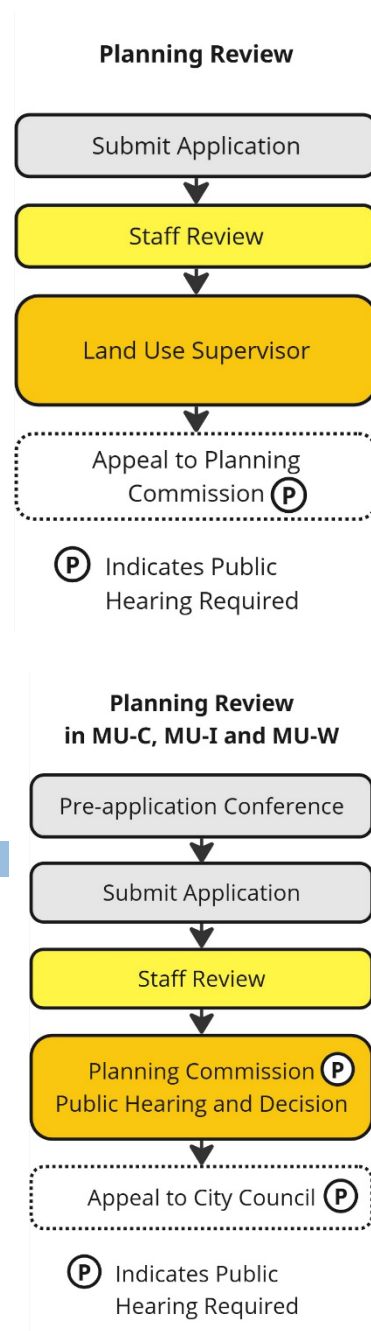 Planning Review
Submit Application
Staff Review
Land Use Supervisor
Appeal to Planning
Commission P
P Indicates Public
Hearing Required
Planning Review
in MU-C, MU-I and MU-W
Pre-application Conference
Submit Application
Staff Review
Planning Commission P
Public Hearing and Decision
Appeal to City Council P
P Indicates Public
Hearing Required